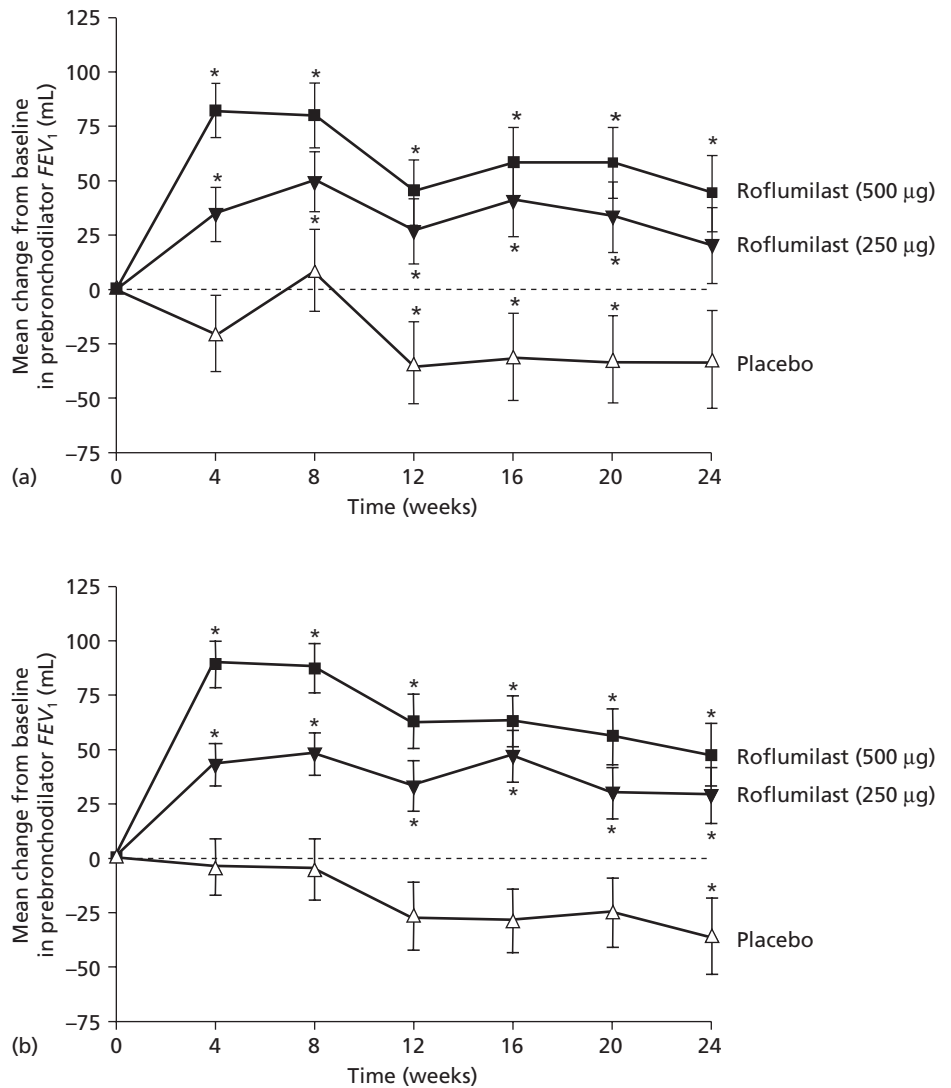 125
100
75
50
25
0
−25
−50
−75
Mean change from baseline
in prebronchodilator FEV1 (mL)
* * * * * *
* * * * *
* * * *
Roflumilast (500 μg)
Roflumilast (250 μg)
Placebo
(a)
0 4 8 12 16 20 24
Time (weeks)
125
100
75
50
25
0
−25
−50
−75
Mean change from baseline
in prebronchodilator FEV1 (mL)
* * * * * *
* * * * * *
*
Roflumilast (500 μg)
Roflumilast (250 μg)
Placebo
(b)
0 4 8 12 16 20 24
Time (weeks)